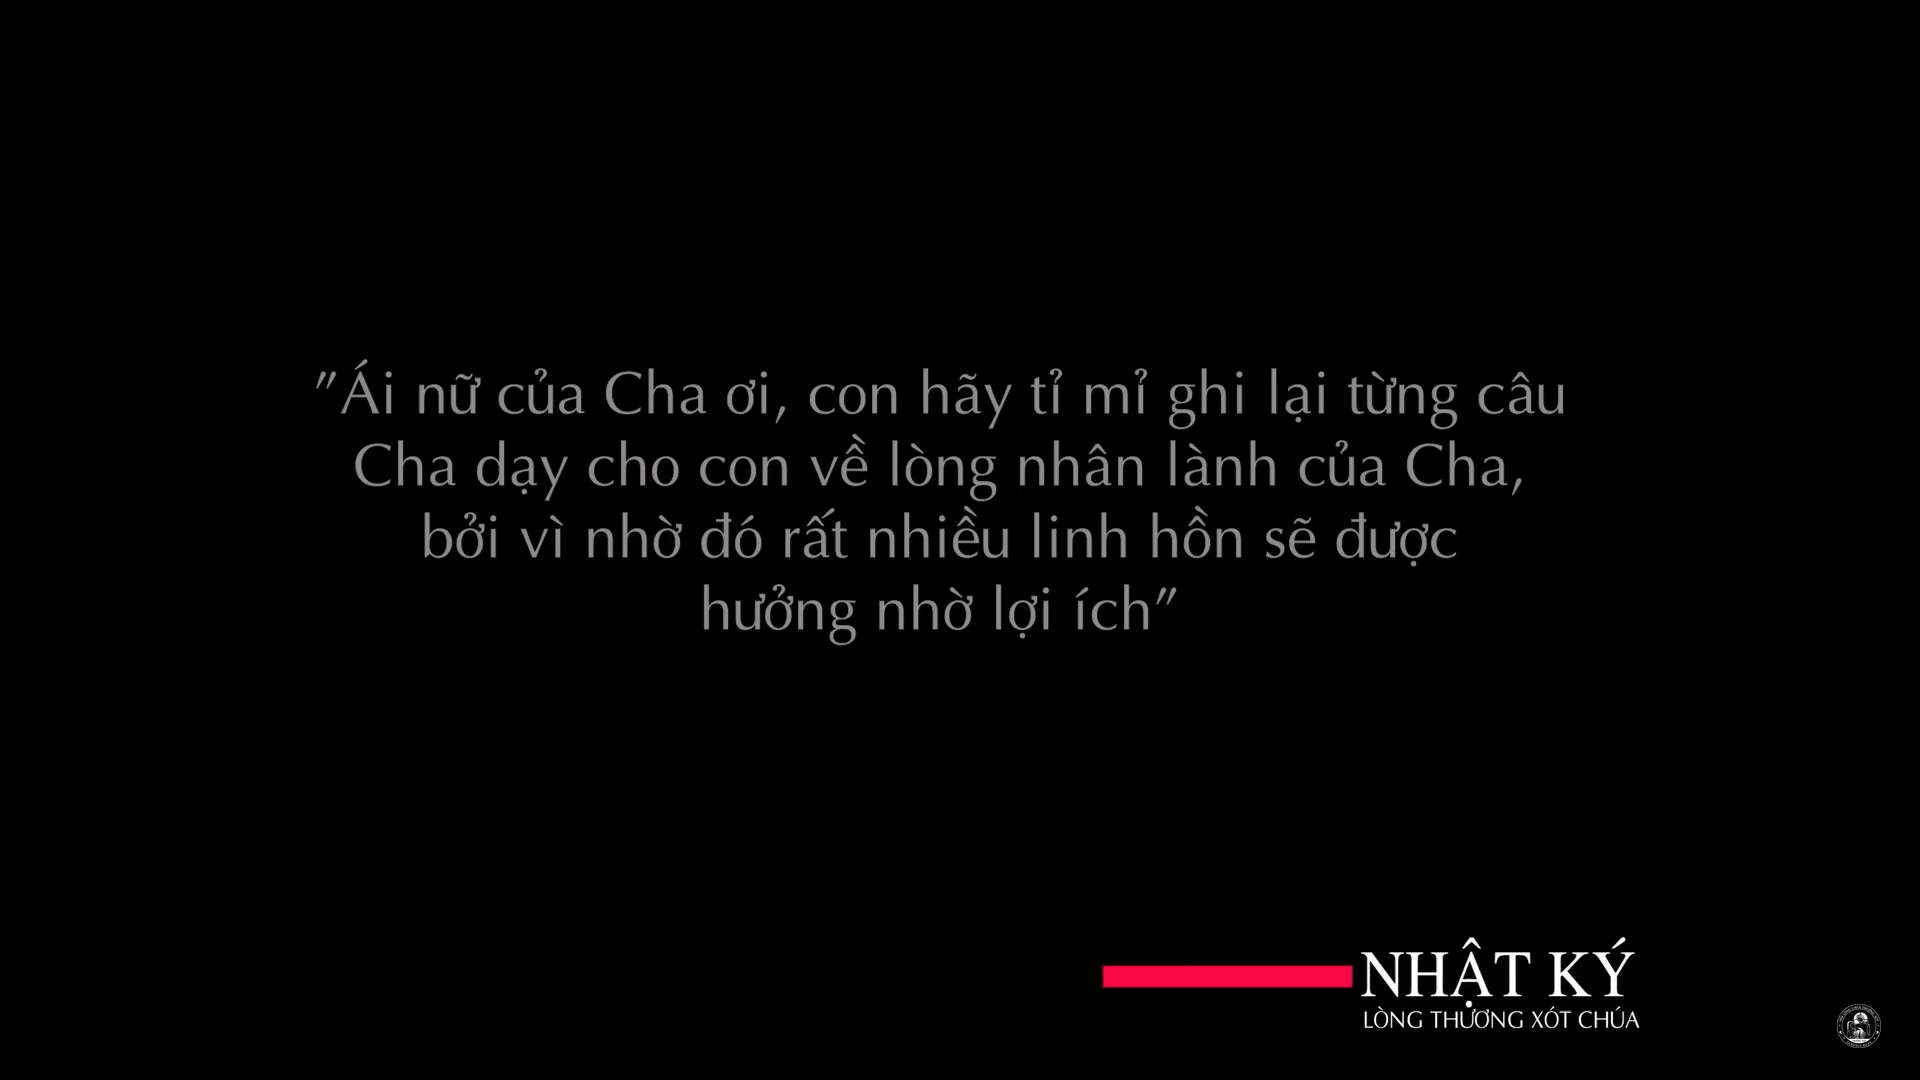 "Ái nữ của Cha ơi, con hãy tỉ mỉ ghi lại từng câu
Cha dạy cho con về lòng nhân lành của Cha,
bởi vì nhờ đó rất nhiều linh hồn sẽ được
hưởng nhờ lợi ích"
NHẬT KÝ
LÒNG THƯƠNG XÓT CHÚA